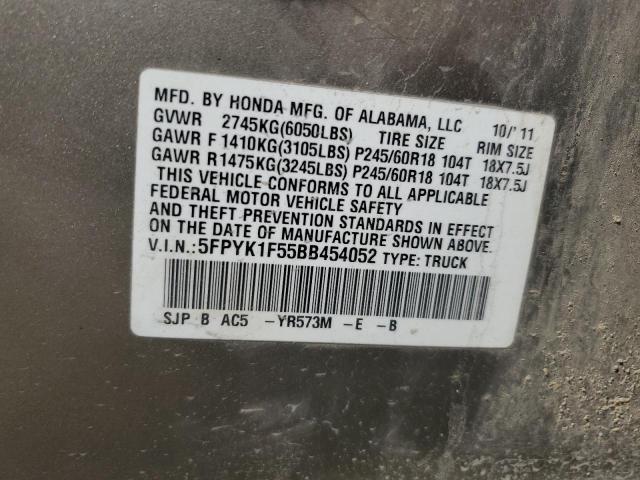 MFD. BY HONDA MFG. OF ALABAMA, LLC 10/'11
GVWR 2745KG(6050LBS) TIRE SIZE RIM SIZE
GAWR F 1410KG(3105LBS) P245/60R18 104T 18X7.5J
GAWR R1475KG(3245LBS) P245/60R18 104T 18X7.5J
THIS VEHICLE CONFORMS TO ALL APPLICABLE
FEDERAL MOTOR VEHICLE SAFETY
AND THEFT PREVENTION STANDARDS IN EFFECT
ON THE DATE OF MANUFACTURE SHOWN ABOVE.
V.I.N.:5FPYK1F55BB454052 TYPE: TRUCK
SJP B AC5 -YR573M -E -B